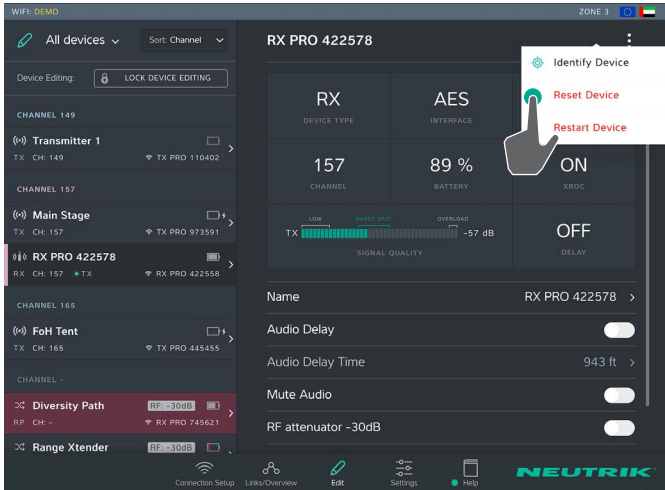 WIFI: DEMO
ZONE 3
All devices
Sort: Channel
Device Editing:
LOCK DEVICE EDITING
CHANNEL 149
Transmitter 1
TX CH: 149
TX PRO 110402
CHANNEL 157
Main Stage
TX CH: 157
TX PRO 973591
RX PRO 422578
RX CH: 157 TX
RX PRO 422558
CHANNEL 165
FoH Tent
TX CH: 165
TX PRO 445455
CHANNEL -
Diversity Path
RF: -30dB
RP CH: -
RX PRO 745621
Range Xtender
RF: -30dB
RX PRO 422578
Identify Device
Reset Device
Restart Device
RX
DEVICE TYPE
AES
INTERFACE
157
CHANNEL
89 %
BATTERY
ON
XROC
LOW
SWEET SPOT
OVERLOAD
TX
-57 dB
SIGNAL QUALITY
OFF
DELAY
Name
RX PRO 422578
Audio Delay
Audio Delay Time
943 ft
Mute Audio
RF attenuator -30dB
Connection Setup
Links/Overview
Edit
Settings
Help
NEUTRIK